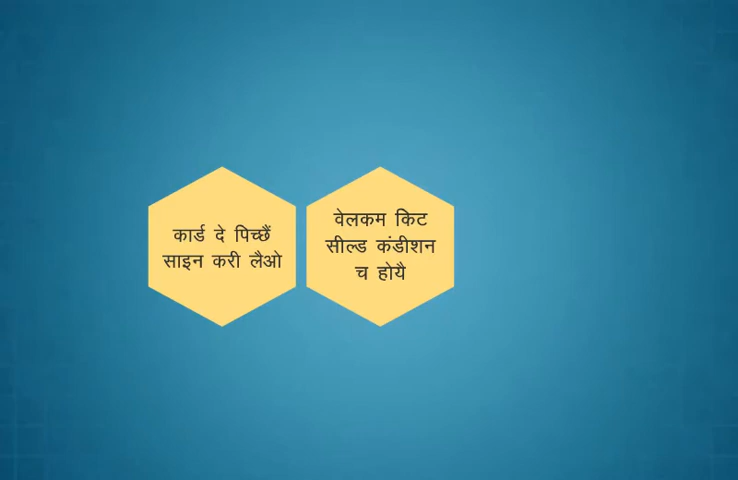 कार्ड दे पिच्छैं
साइन करी लैओ
वेलकम किट
सील्ड कंडीशन
च होयै